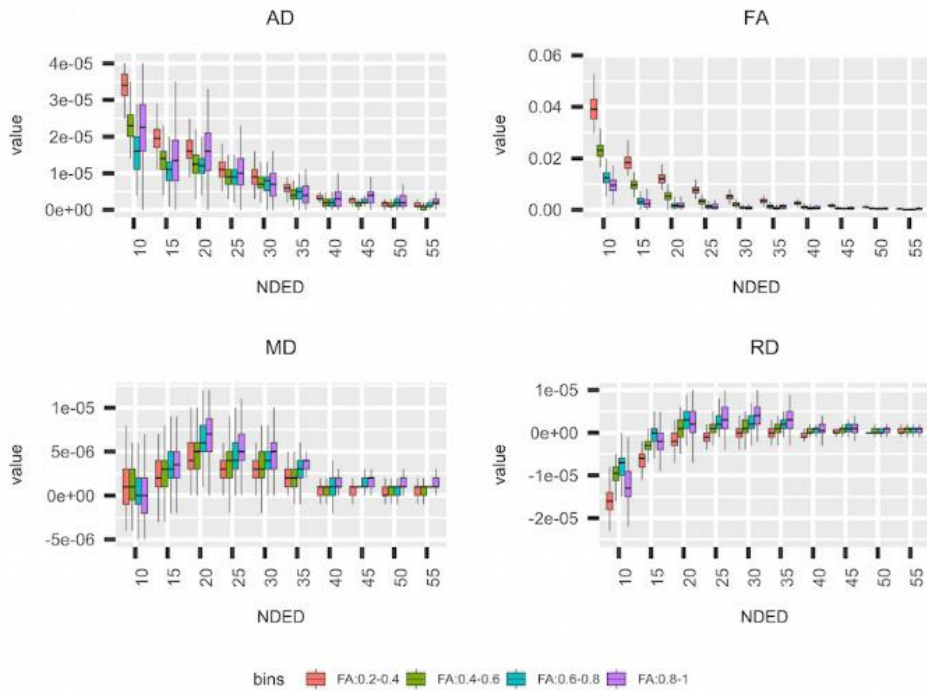 AD
4e-05
3e-05
2e-05
1e-05
0e+00
value
10 15 20 25 30 35 40 45 50 55
NDED
FA
0.06
0.04
0.02
0.00
value
10 15 20 25 30 35 40 45 50 55
NDED
MD
1e-05
5e-06
0e+00
-5e-06
value
10 15 20 25 30 35 40 45 50 55
NDED
RD
1e-05
0e+00
-1e-05
-2e-05
value
10 15 20 25 30 35 40 45 50 55
NDED
bins FA:0.2-0.4 FA:0.4-0.6 FA:0.6-0.8 FA:0.8-1